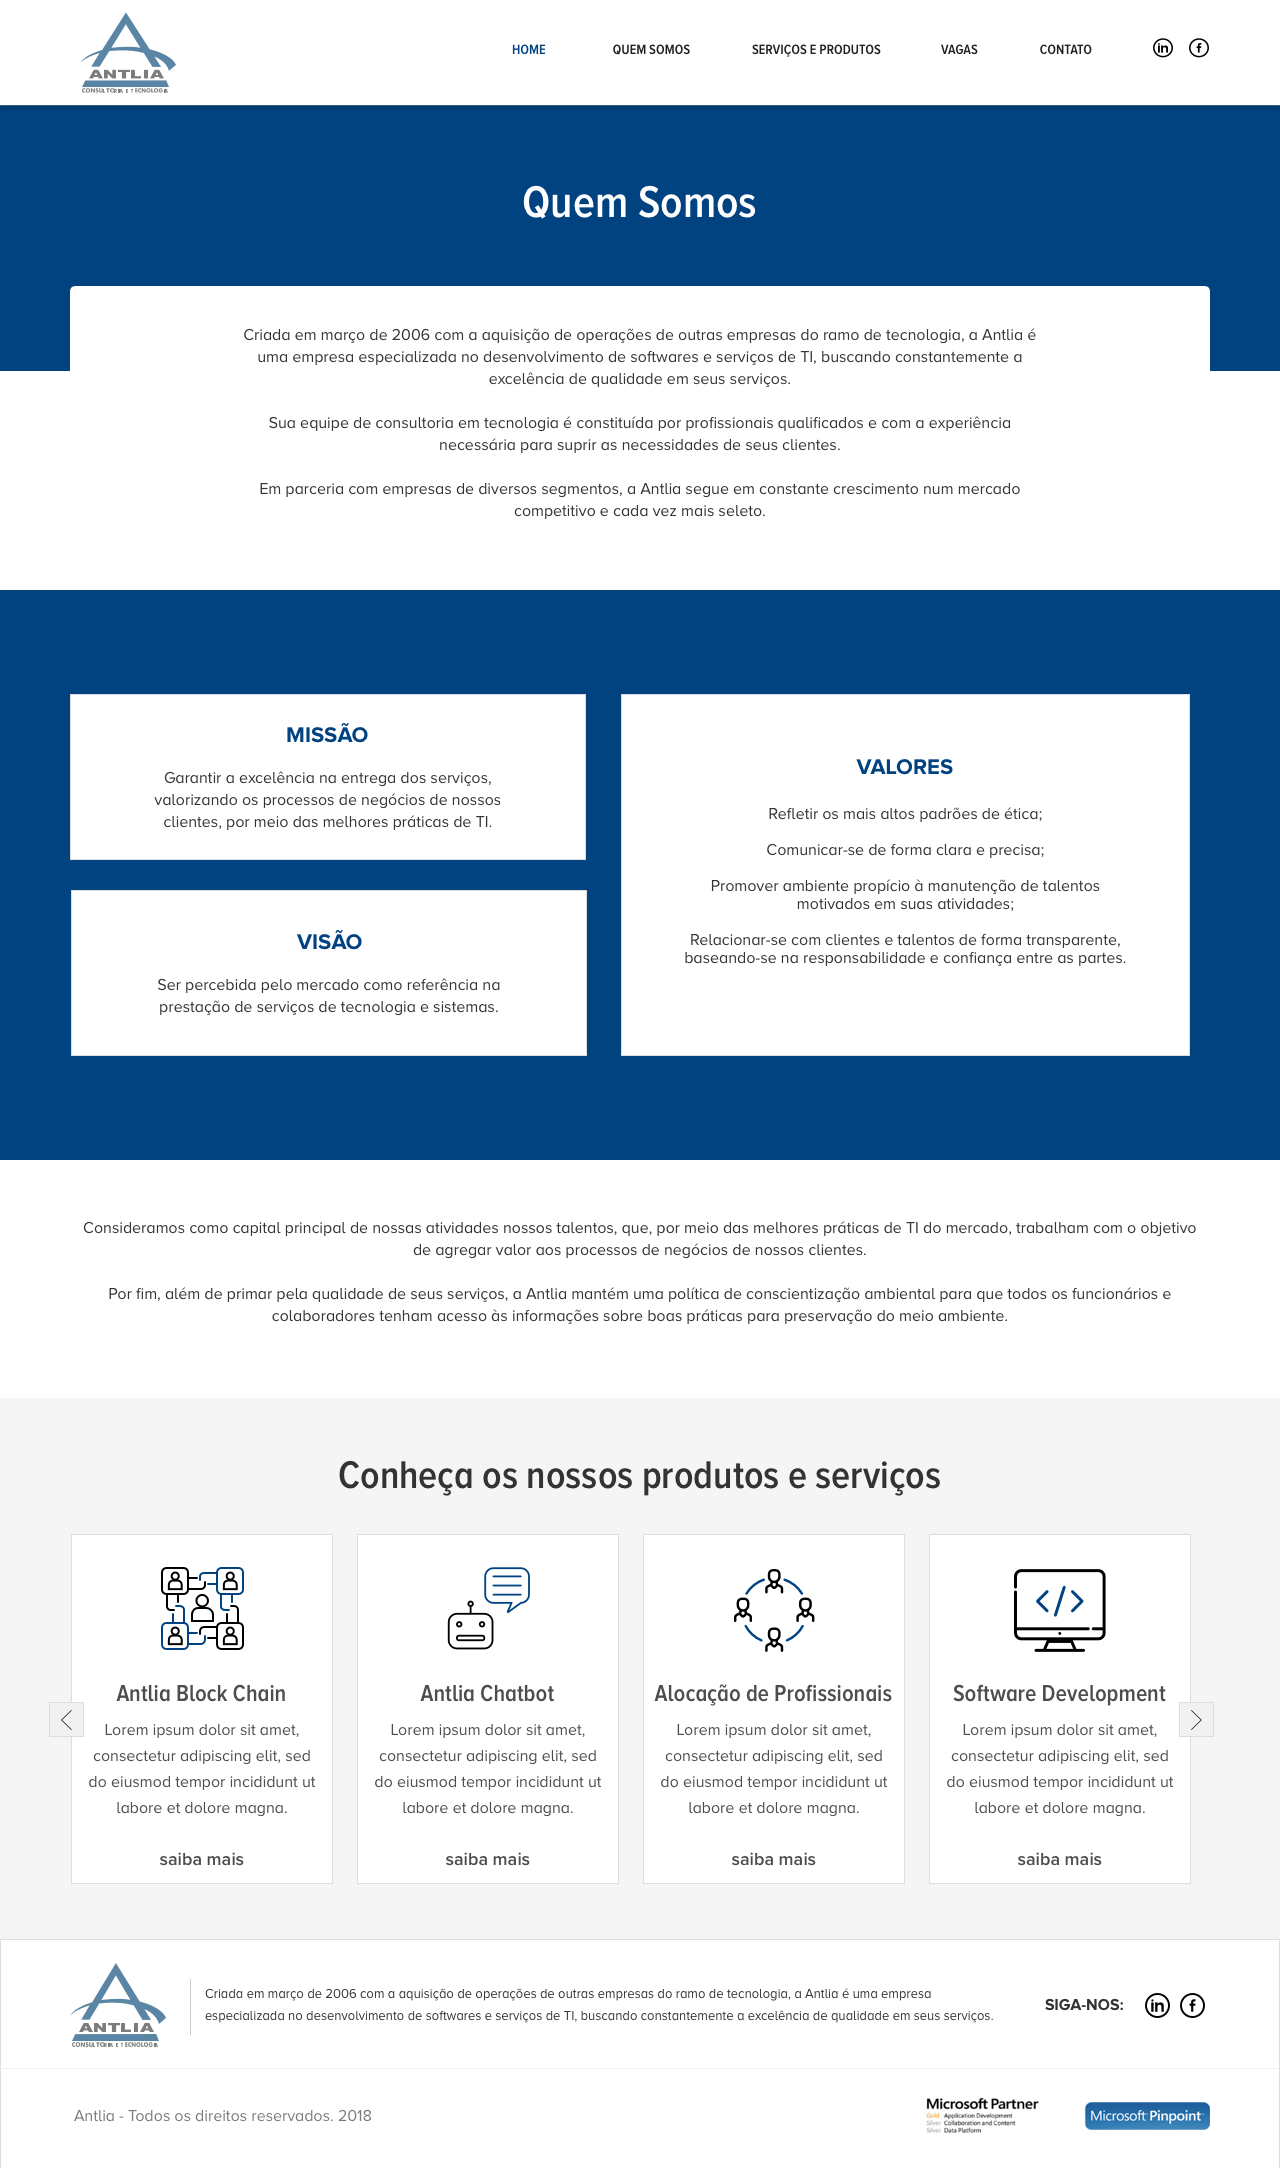 ANTLIA
CONSULTORIA E TECNOLOGIA
HOME
QUEM SOMOS
SERVIÇOS E PRODUTOS
VAGAS
CONTATO
in
f
Quem Somos
Criada em março de 2006 com a aquisição de operações de outras empresas do ramo de tecnologia, a Antlia é
uma empresa especializada no desenvolvimento de softwares e serviços de TI, buscando constantemente a
excelência de qualidade em seus serviços.
Sua equipe de consultoria em tecnologia é constituída por profissionais qualificados e com a experiência
necessária para suprir as necessidades de seus clientes.
Em parceria com empresas de diversos segmentos, a Antlia segue em constante crescimento num mercado
competitivo e cada vez mais seleto.
MISSÃO
Garantir a excelência na entrega dos serviços,
valorizando os processos de negócios de nossos
clientes, por meio das melhores práticas de TI.
VISÃO
Ser percebida pelo mercado como referência na
prestação de serviços de tecnologia e sistemas.
VALORES
Refletir os mais altos padrões de ética;
Comunicar-se de forma clara e precisa;
Promover ambiente propício à manutenção de talentos
motivados em suas atividades;
Relacionar-se com clientes e talentos de forma transparente,
baseando-se na responsabilidade e confiança entre as partes.
Consideramos como capital principal de nossas atividades nossos talentos, que, por meio das melhores práticas de TI do mercado, trabalham com o objetivo
de agregar valor aos processos de negócios de nossos clientes.
Por fim, além de primar pela qualidade de seus serviços, a Antlia mantém uma política de conscientização ambiental para que todos os funcionários e
colaboradores tenham acesso às informações sobre boas práticas para preservação do meio ambiente.
Conheça os nossos produtos e serviços
Antlia Block Chain
Lorem ipsum dolor sit amet,
consectetur adipiscing elit, sed
do eiusmod tempor incididunt ut
labore et dolore magna.
saiba mais
Antlia Chatbot
Lorem ipsum dolor sit amet,
consectetur adipiscing elit, sed
do eiusmod tempor incididunt ut
labore et dolore magna.
saiba mais
Alocação de Profissionais
Lorem ipsum dolor sit amet,
consectetur adipiscing elit, sed
do eiusmod tempor incididunt ut
labore et dolore magna.
saiba mais
</>
Software Development
Lorem ipsum dolor sit amet,
consectetur adipiscing elit, sed
do eiusmod tempor incididunt ut
labore et dolore magna.
saiba mais
ANTLIA
CONSULTORIA E TECNOLOGIA
Criada em março de 2006 com a aquisição de operações de outras empresas do ramo de tecnologia, a Antlia é uma empresa
especializada no desenvolvimento de softwares e serviços de TI, buscando constantemente a excelência de qualidade em seus serviços.
SIGA-NOS:
in
f
Antlia - Todos os direitos reservados. 2018
Microsoft Partner
Gold Application Development
Silver Collaboration and Content
Silver Data Platform
Microsoft Pinpoint